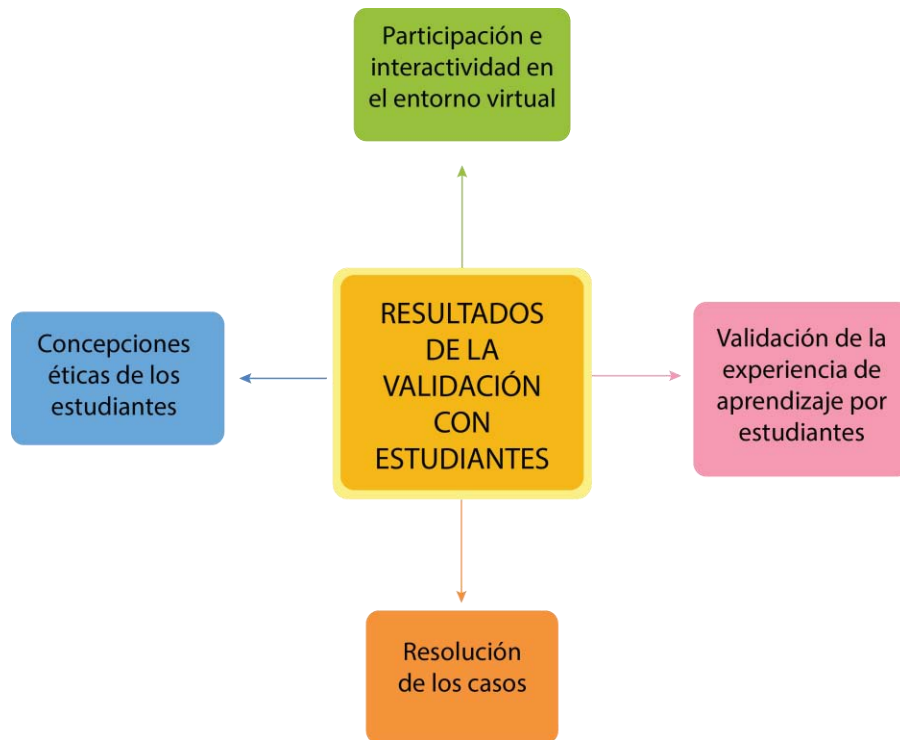 Participación e
interactividad en
el entorno virtual
Concepciones
éticas de los
estudiantes
RESULTADOS
DE LA
VALIDACIÓN
CON
ESTUDIANTES
Validación de la
experiencia de
aprendizaje por
estudiantes
Resolución
de los casos